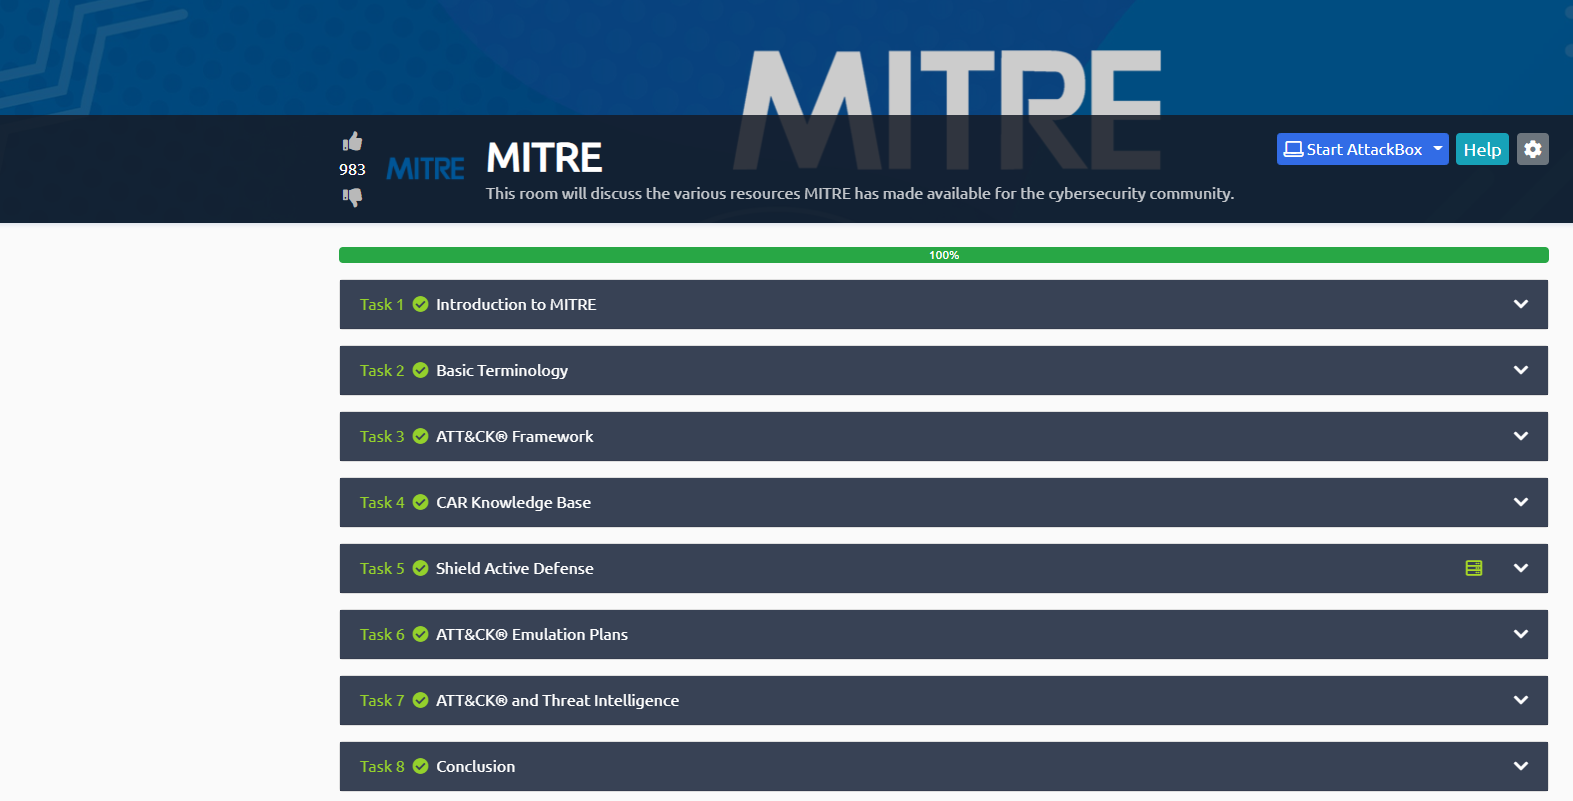 MITRE
983
MITRE
MITRE
This room will discuss the various resources MITRE has made available for the cybersecurity community.
Start AttackBox
Help
100%
Task 1 Introduction to MITRE
Task 2 Basic Terminology
Task 3 ATT&CK® Framework
Task 4 CAR Knowledge Base
Task 5 Shield Active Defense
Task 6 ATT&CK® Emulation Plans
Task 7 ATT&CK® and Threat Intelligence
Task 8 Conclusion